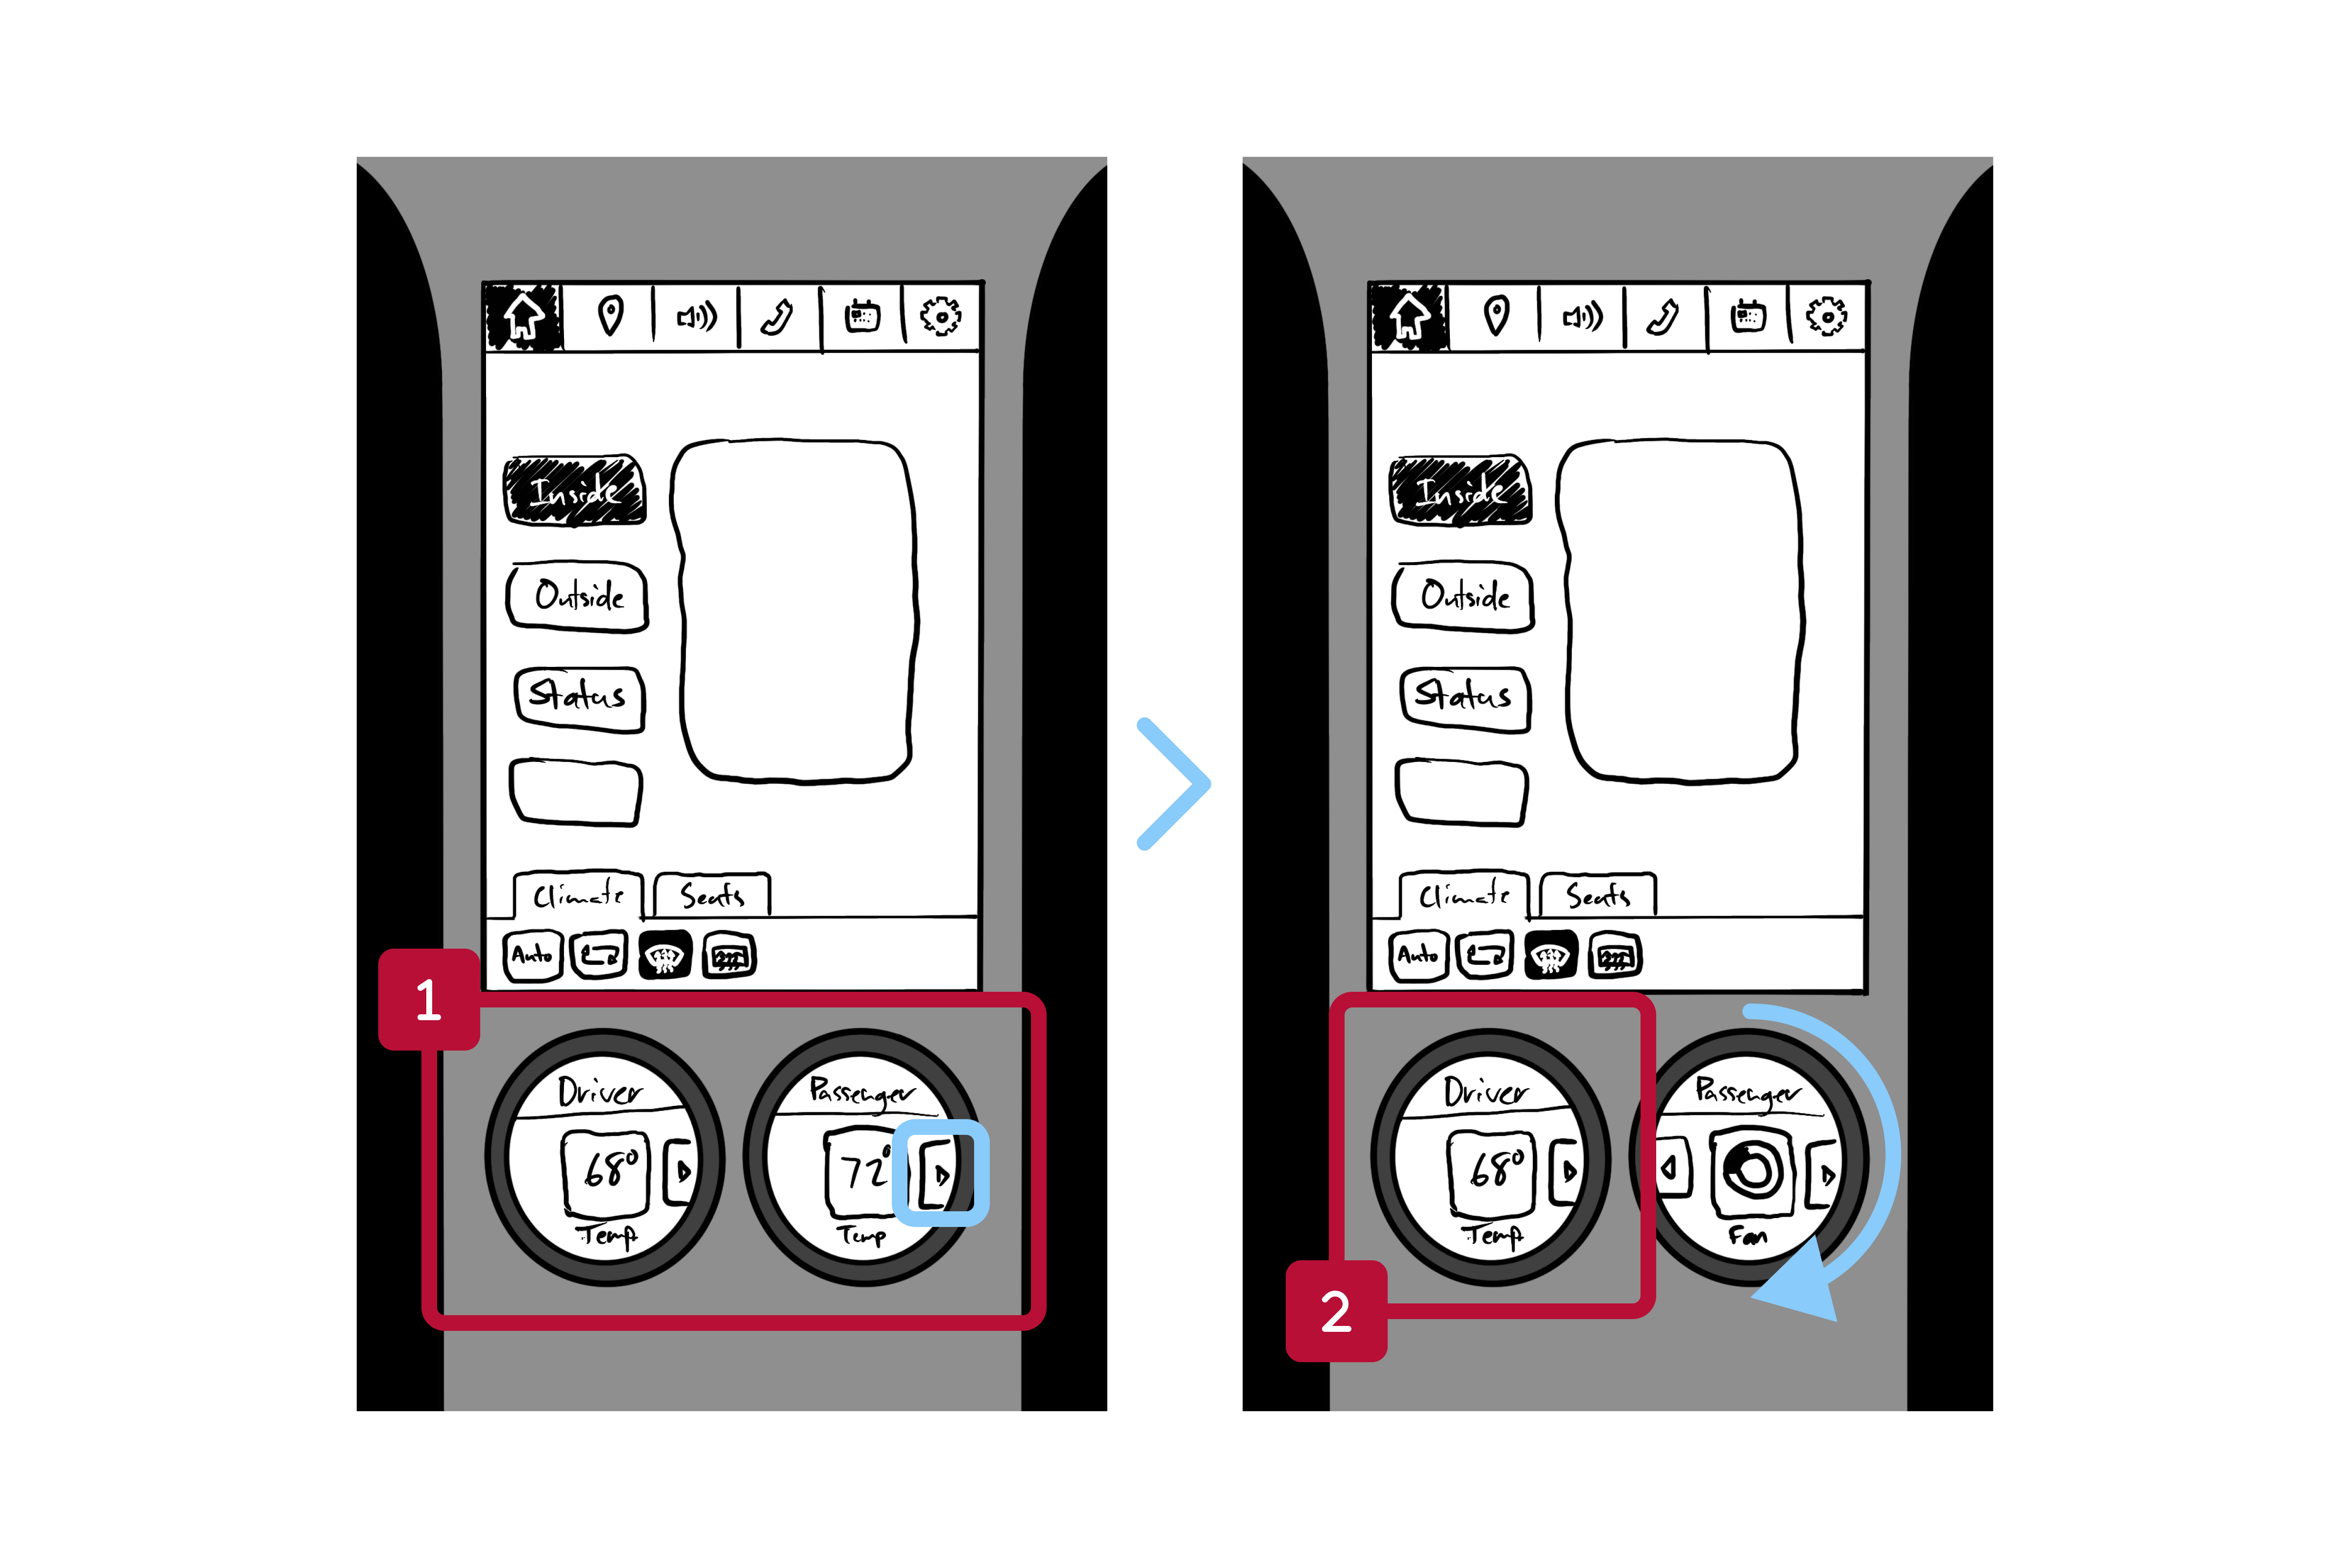 Inside
Outside
Status
Climate
Seats
Auto
1
Driver
68°
Temp
Passenger
72°
Temp
Inside
Outside
Status
Climate
Seats
Auto
2
Driver
68°
Temp
Passenger
Fan